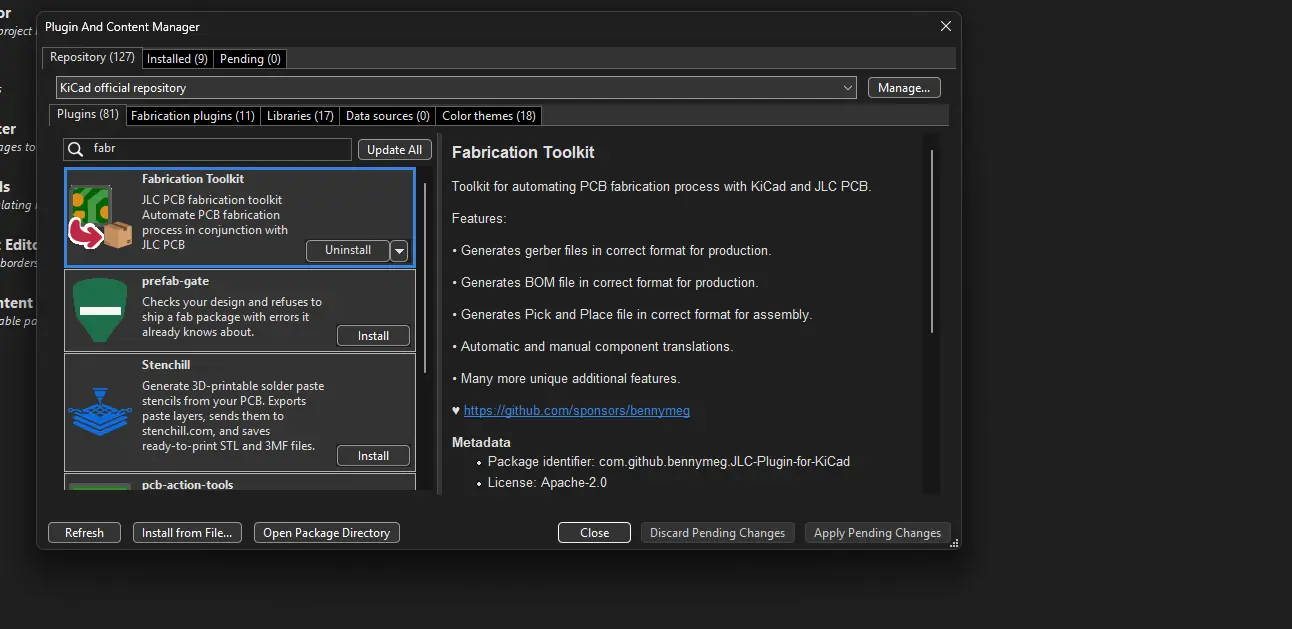 or
project
Plugin And Content Manager
Repository (127)
Installed (9)
Pending (0)
KiCad official repository
Manage...
Plugins (81)
Fabrication plugins (11)
Libraries (17)
Data sources (0)
Color themes (18)
fabr
Update All
Fabrication Toolkit
JLC PCB fabrication toolkit
Automate PCB fabrication
process in conjunction with
JLC PCB
Uninstall
prefab-gate
Checks your design and refuses to
ship a fab package with errors it
already knows about.
Install
Stenchill
Generate 3D-printable solder paste
stencils from your PCB. Exports
paste layers, sends them to
stenchill.com, and saves
ready-to-print STL and 3MF files.
Install
pcb-action-tools
Fabrication Toolkit
Toolkit for automating PCB fabrication process with KiCad and JLC PCB.
Features:
• Generates gerber files in correct format for production.
• Generates BOM file in correct format for production.
• Generates Pick and Place file in correct format for assembly.
• Automatic and manual component translations.
• Many more unique additional features.
♥ https://github.com/sponsors/bennymeg
Metadata
• Package identifier: com.github.bennymeg.JLC-Plugin-for-KiCad
• License: Apache-2.0
Refresh
Install from File...
Open Package Directory
Close
Discard Pending Changes
Apply Pending Changes
ter
ages to
ls
lating
t Edito
borders
ntent
able pa